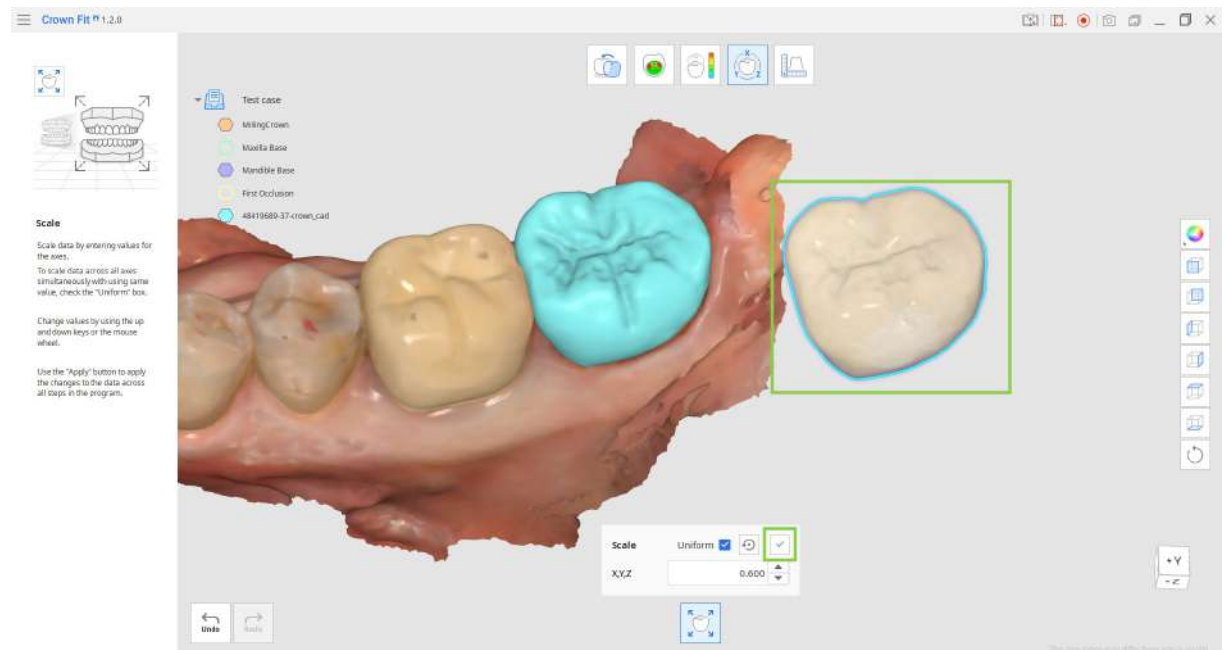 Crown Fit 1.2.0
Test case
MillingCrown
Maxilla Base
Mandible Base
First Occlusion
48419689-37-crown_cad
Scale
Scale data by entering values for
the axes.
To scale data across all axes
simultaneously with using same
value, check the "Uniform" box.
Change values by using the up
and down keys or the mouse
wheel.
Use the "Apply" button to apply
the changes to the data across
all steps in the program.
X
Y
Z
Scale Uniform
X,Y,Z 0.600
Undo
Redo
+Y
-Z